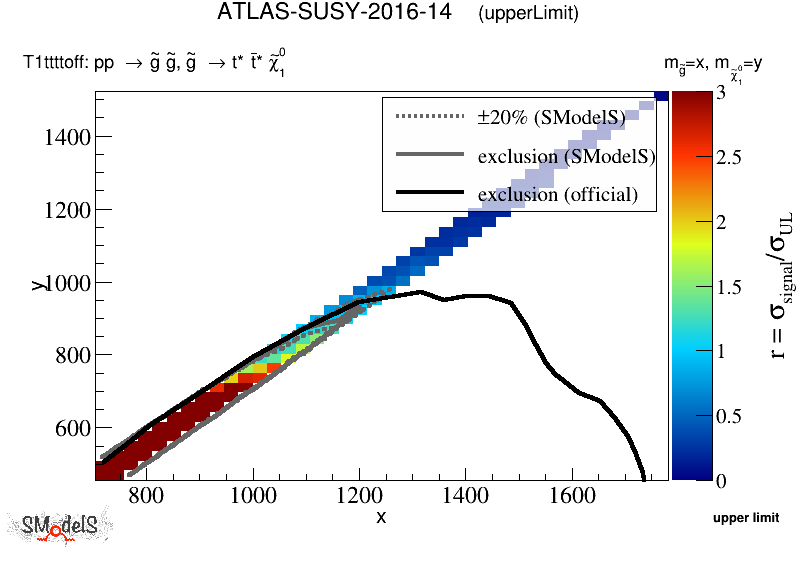 ATLAS-SUSY-2016-14 (upperLimit)
T1ttttoff: pp → g̃ g̃, g̃ → t* t̄* χ̃₁⁰ m_g̃=x, m_χ̃₁⁰=y
±20% (SModelS)
exclusion (SModelS)
exclusion (official)
1400
1200
1000
800
600
y
800 1000 1200 1400 1600
x
3
2.5
2
1.5
1
0.5
0
r = σ_signal/σ_UL
upper limit
SModelS